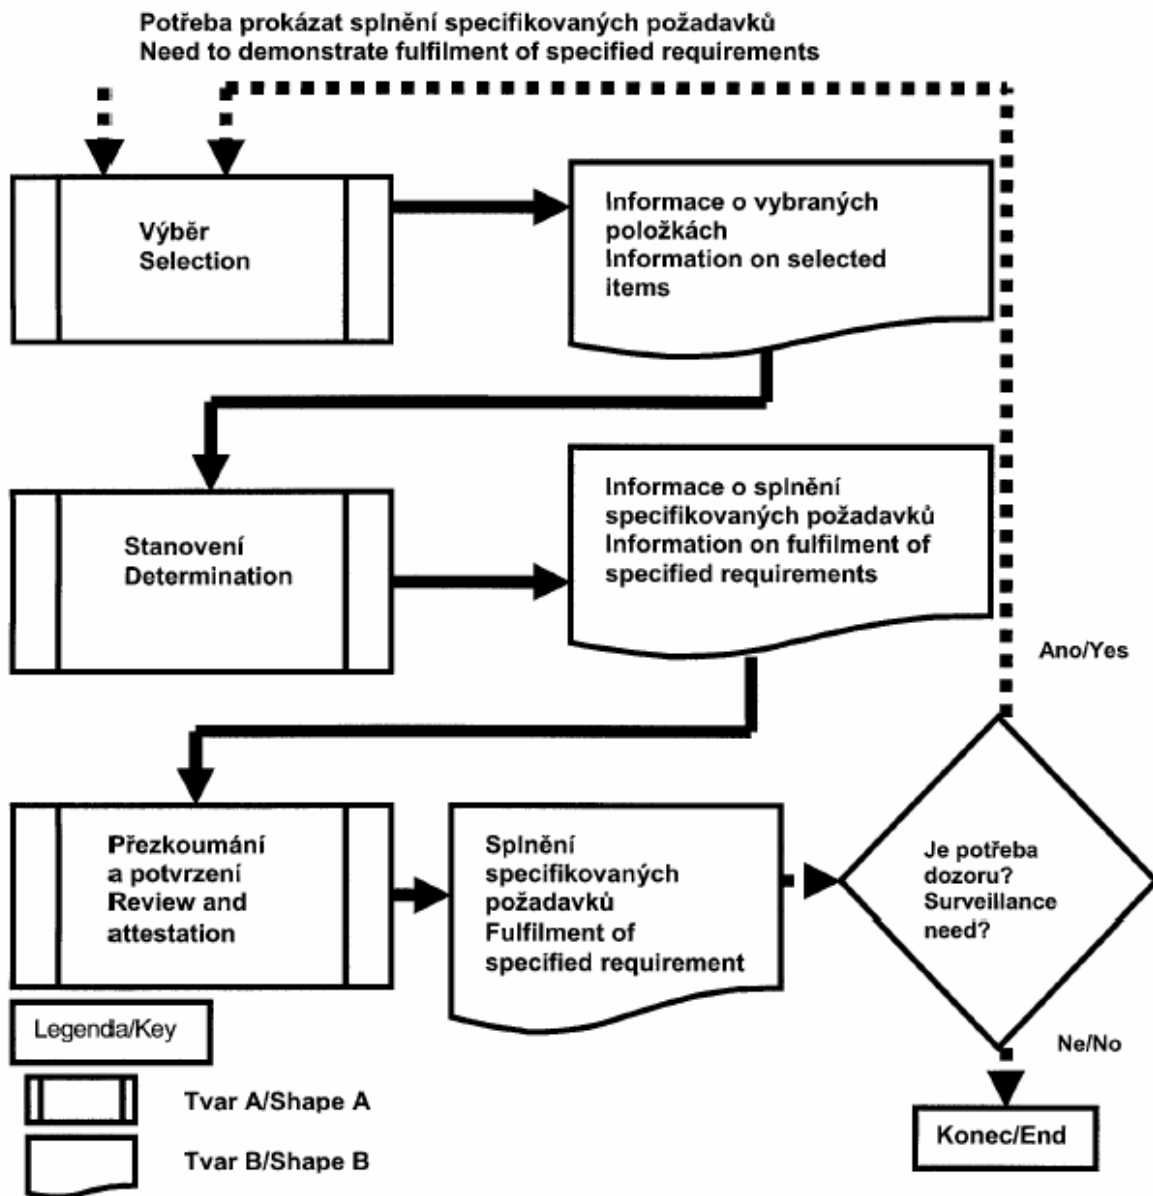 Potřeba prokázat splnění specifikovaných požadavků
Need to demonstrate fulfilment of specified requirements
Výběr
Selection
Informace o vybraných
položkách
Information on selected
items
Stanovení
Determination
Informace o splnění
specifikovaných požadavků
Information on fulfilment of
specified requirements
Ano/Yes
Přezkoumání
a potvrzení
Review and
attestation
Splnění
specifikovaných
požadavků
Fulfilment of
specified requirement
Je potřeba
dozoru?
Surveillance
need?
Ne/No
Konec/End
Legenda/Key
Tvar A/Shape A
Tvar B/Shape B